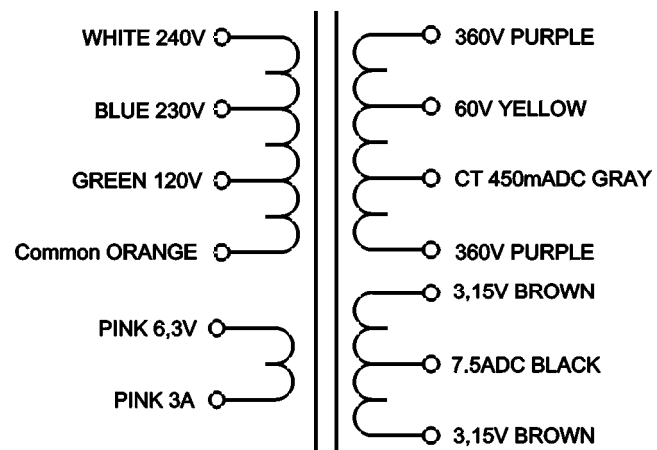 WHITE 240V
BLUE 230V
GREEN 120V
Common ORANGE
PINK 6,3V
PINK 3A
360V PURPLE
60V YELLOW
CT 450mADC GRAY
360V PURPLE
3,15V BROWN
7.5ADC BLACK
3,15V BROWN